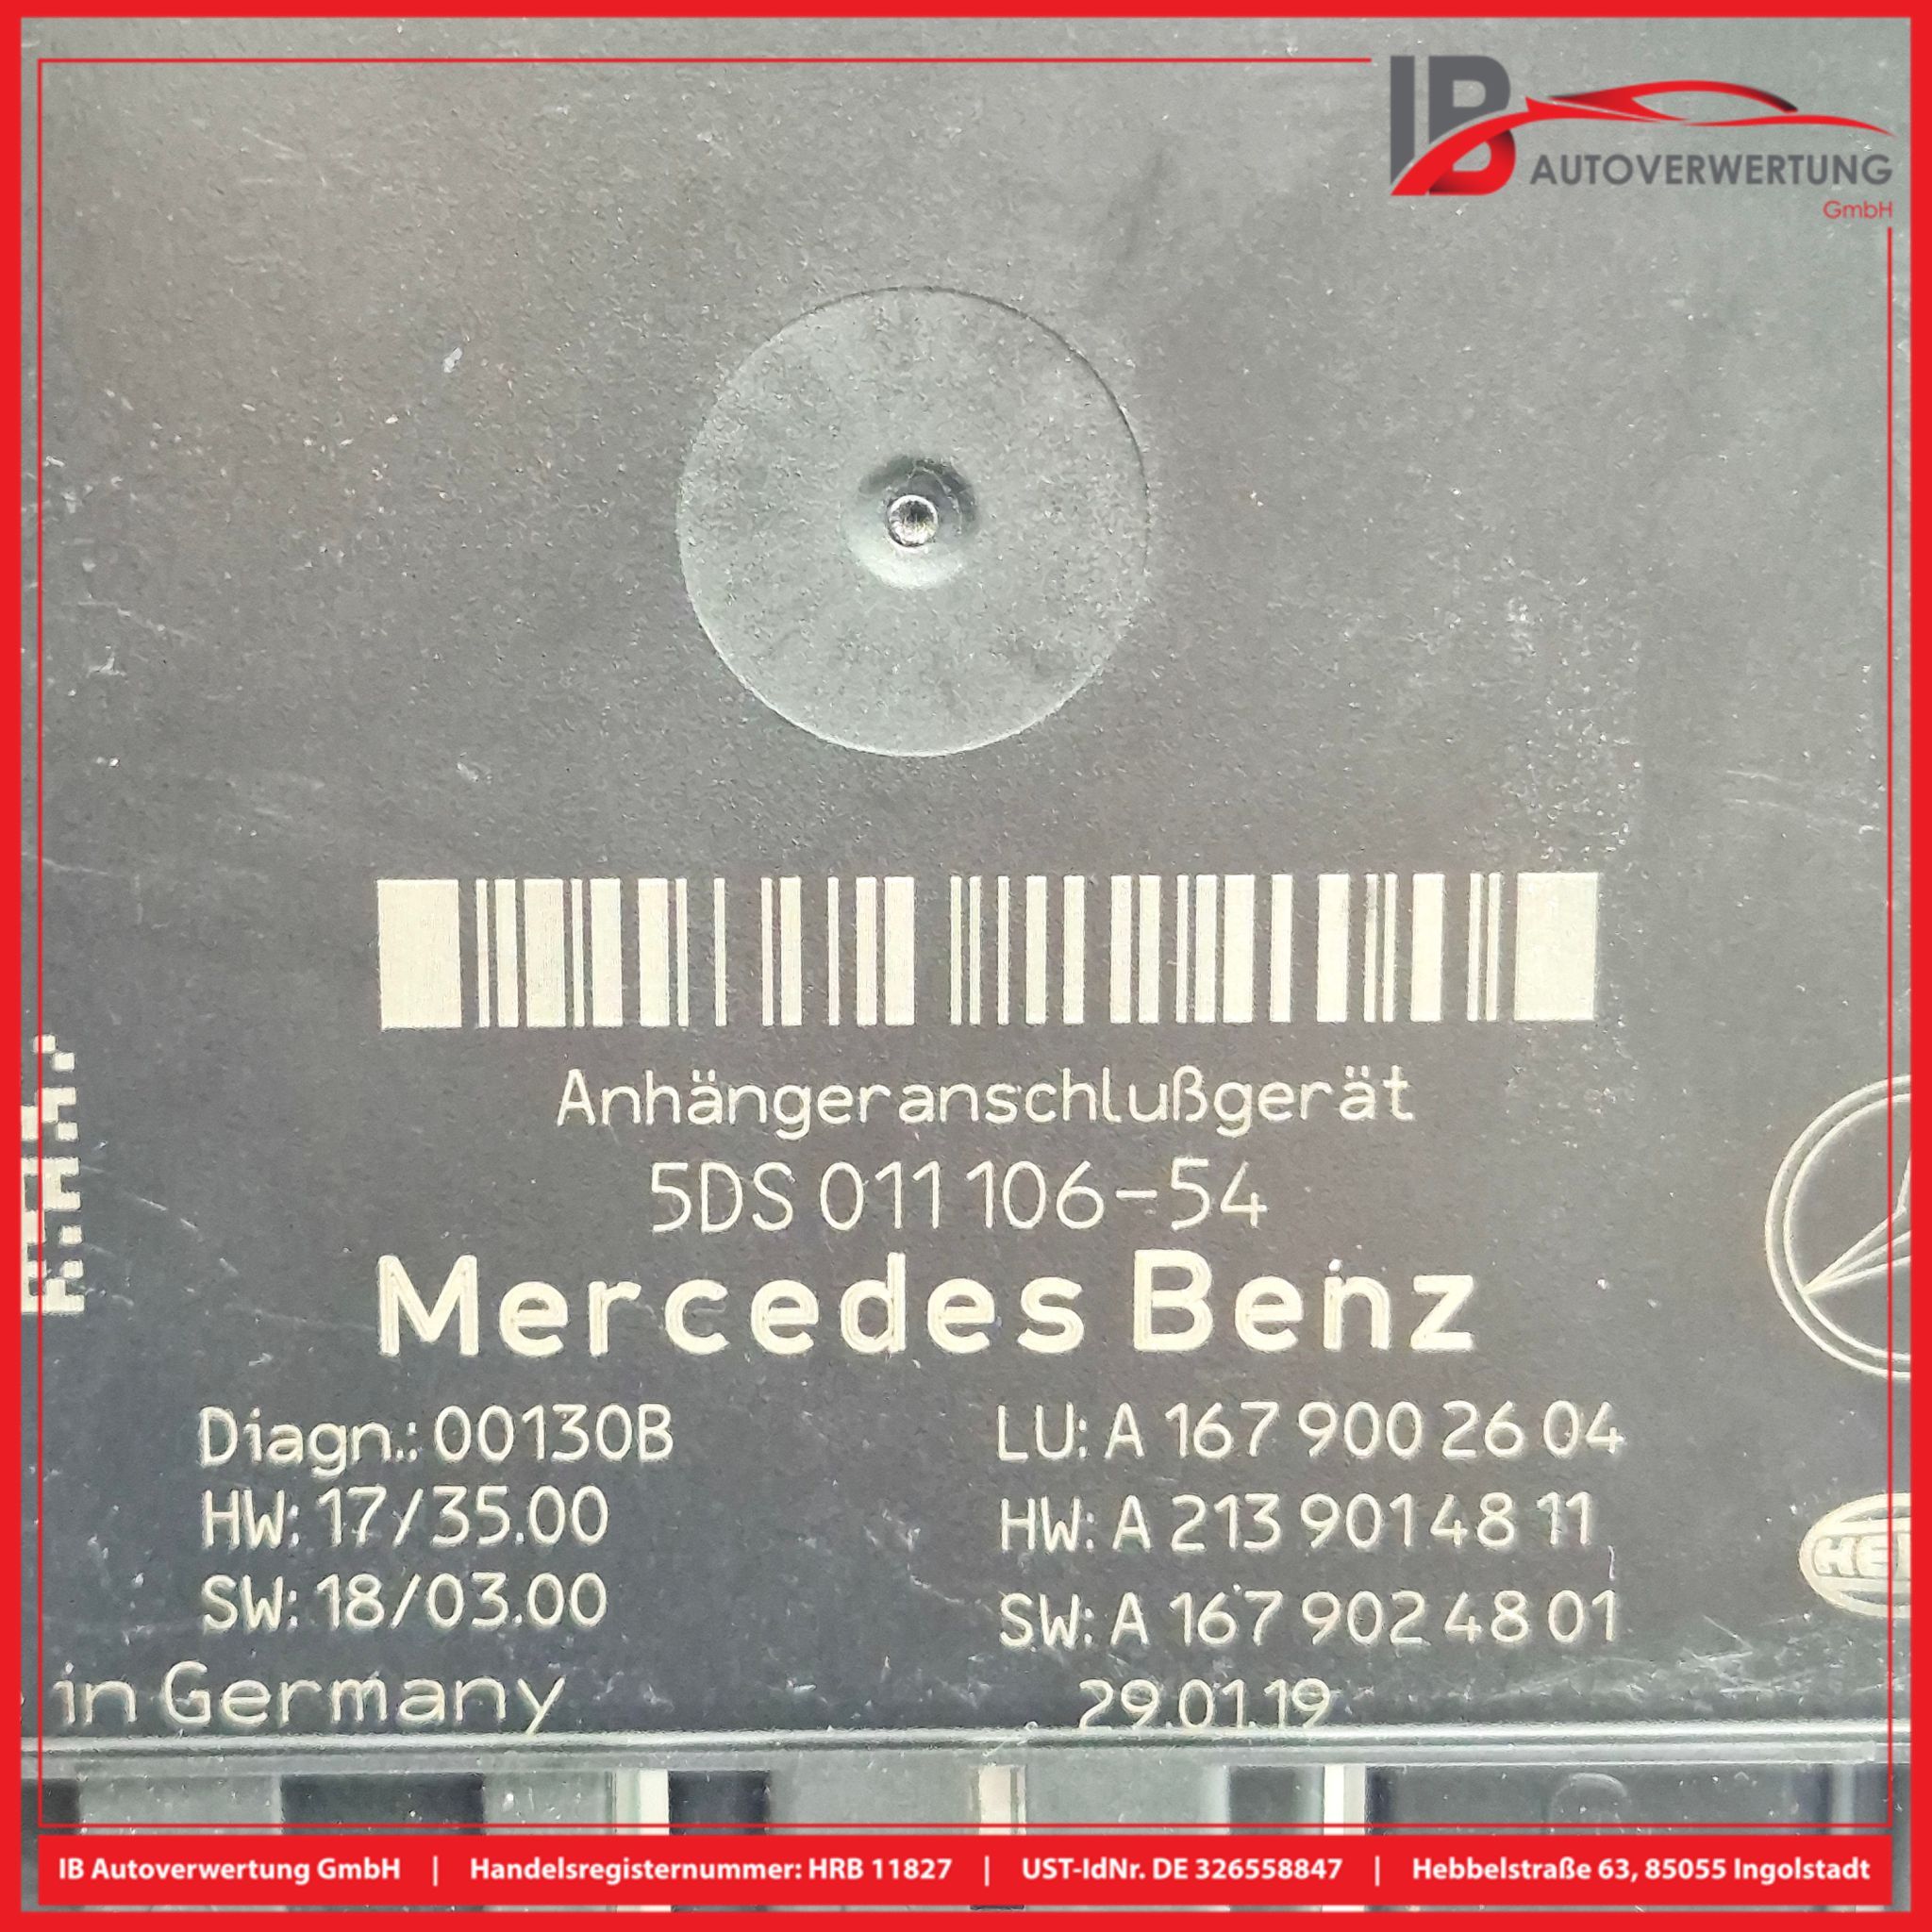 IB
AUTOVERWERTUNG
GmbH
Anhängeranschlußgerät
5DS 011 106-54
Mercedes Benz
Diagn.: 00130B
HW: 17/35.00
SW: 18/03.00
LU: A 167 900 26 04
HW: A 213 901 48 11
SW: A 167 902 48 01
in Germany
29.01.19
IB Autoverwertung GmbH | Handelsregisternummer: HRB 11827 | UST-IdNr. DE 326558847 | Hebbelstraße 63, 85055 Ingolstadt